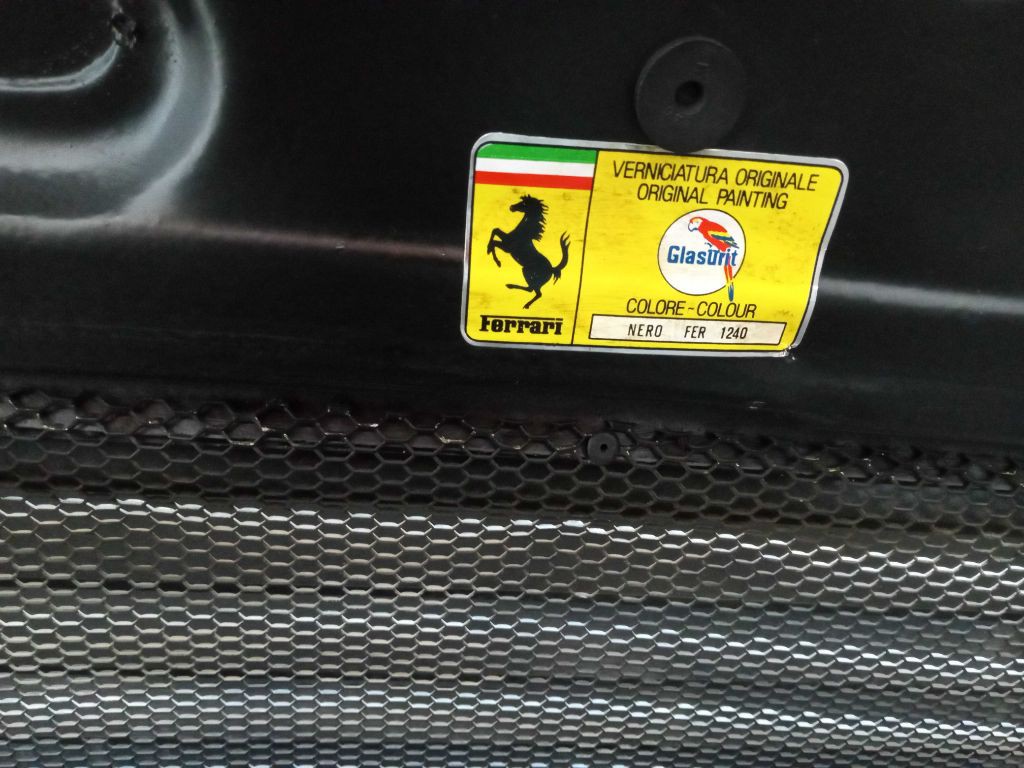 VERNICIATURA ORIGINALE
ORIGINAL PAINTING
Glasurit
COLORE-COLOUR
Ferrari
NERO FER 1240